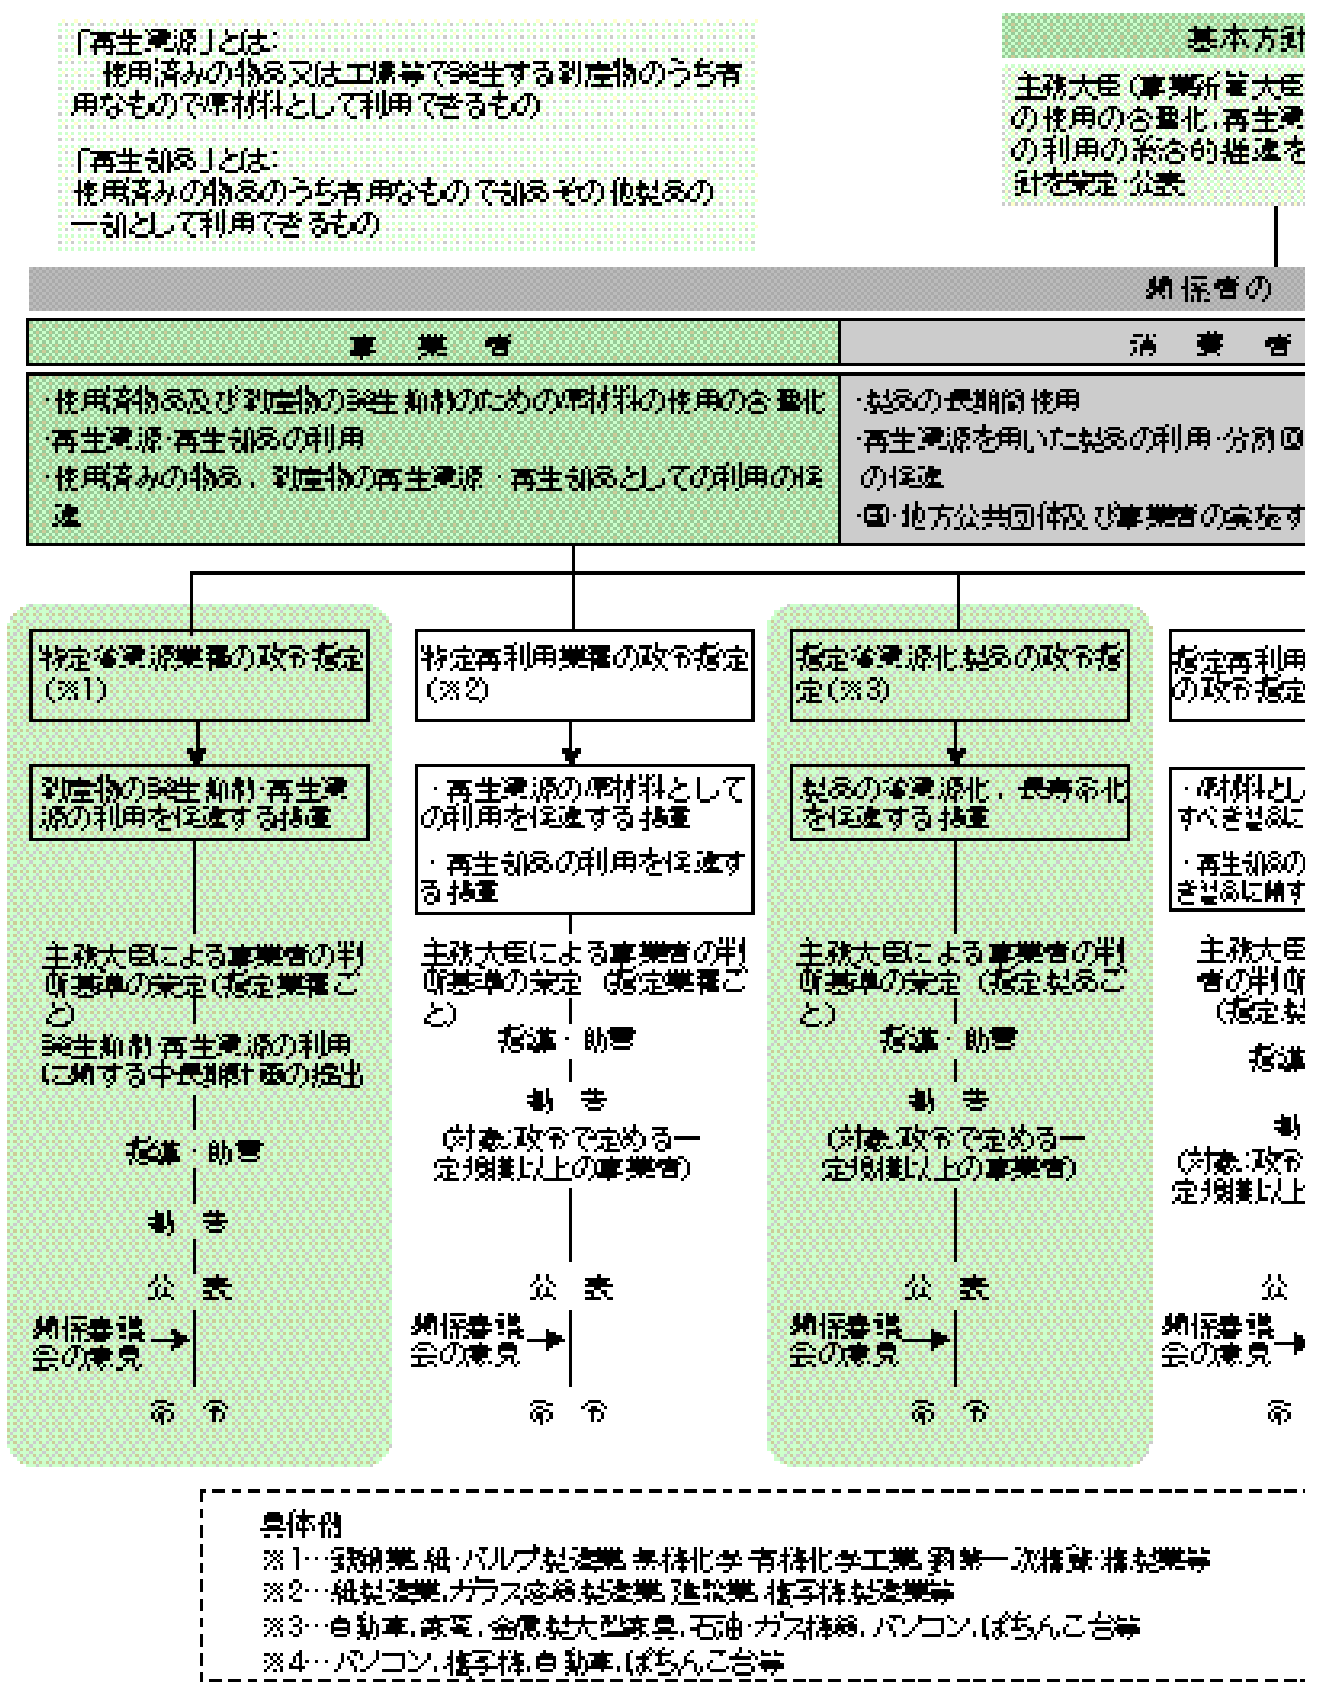 「再生資源」とは：
使用済みの物品又は工場等で発生する副産物のうち有
用なもので原材料として利用できるもの
「再生部品」とは：
使用済みの物品のうち有用なもので部品その他製品の
一部として利用できるもの
基本方針
主務大臣（事業所管大臣
の使用の合理化、再生資
の利用の総合的推進を
針を策定・公表
関係者の
事 業 者
消 費 者
・使用済物品及び副産物の発生抑制のための原材料の使用の合理化
・再生資源・再生部品の利用
・使用済みの物品、副産物の再生資源・再生部品としての利用の促
進
・製品の長期間使用
・再生資源を用いた製品の利用・分別回
の促進
・国・地方公共団体及び事業者の実施す
特定省資源業種の政令指定
（※1）
副産物の発生抑制・再生資
源の利用を促進する措置
主務大臣による事業者の判
断基準の策定（指定業種ご
と）
発生抑制・再生資源の利用
に関する中長期計画の提出
指導・助言
勧 告
公 表
関係審議
会の意見
命 令
特定再利用業種の政令指定
（※2）
・再生資源の原材料として
の利用を促進する措置
・再生部品の利用を促進す
る措置
主務大臣による事業者の判
断基準の策定（指定業種ご
と）
指導・助言
勧 告
（対象：政令で定める一
定規模以上の事業者）
公 表
関係審議
会の意見
命 令
指定省資源化製品の政令指
定（※3）
製品の省資源化、長寿命化
を促進する措置
主務大臣による事業者の判
断基準の策定（指定製品ご
と）
指導・助言
勧 告
（対象：政令で定める一
定規模以上の事業者）
公 表
関係審議
会の意見
命 令
指定再利用
の政令指定
・原材料とし
すべき製品に
・再生部品の
き製品に関す
主務大臣
者の判断
（指定製
指導
勧
（対象：政令
定規模以上
公
関係審議
会の意見
命
具体例
※1…鉄鋼業、紙・パルプ製造業、無機化学・有機化学工業、銅第一次精錬・精製業等
※2…紙製造業、ガラス容器製造業、建設業、複写機製造業等
※3…自動車、家電、金属製大型家具、石油・ガス機器、パソコン、ぱちんこ台等
※4…パソコン、複写機、自動車、ぱちんこ台等